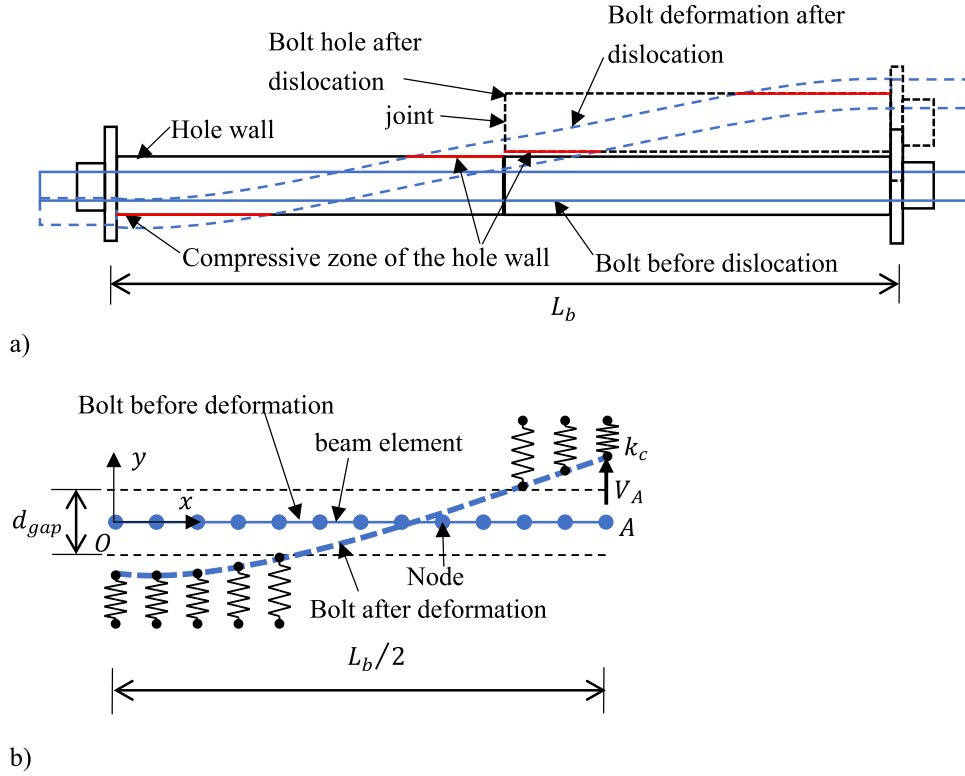 Bolt deformation after
dislocation
Bolt hole after
dislocation
joint
Hole wall
Compressive zone of the hole wall
Bolt before dislocation
L_b
a)
Bolt before deformation
beam element
k_c
y
x
V_A
d_gap
O
A
Node
Bolt after deformation
L_b/2
b)